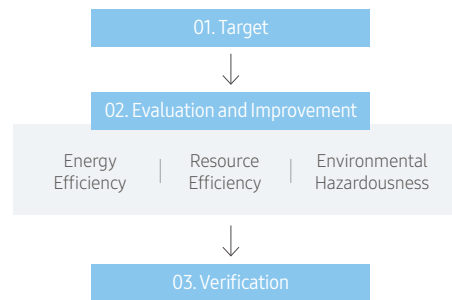 01. Target
02. Evaluation and Improvement
Energy
Efficiency
Resource
Efficiency
Environmental
Hazardousness
03. Verification